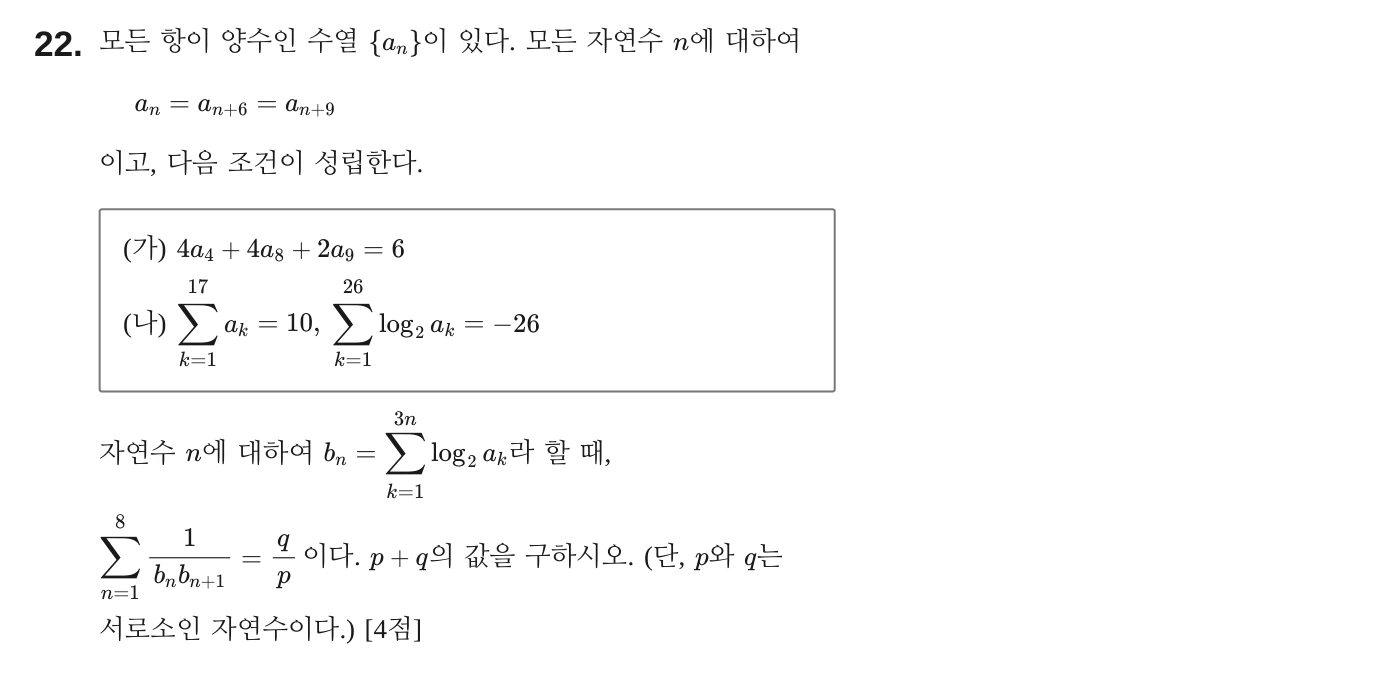 22. 모든 항이 양수인 수열 {aₙ}이 있다. 모든 자연수 n에 대하여
aₙ = aₙ₊₆ = aₙ₊₉
이고, 다음 조건이 성립한다.
(가) 4a₄ + 4a₈ + 2a₉ = 6
(나) ∑_{k=1}^{17} aₖ = 10, ∑_{k=1}^{26} log₂ aₖ = −26
자연수 n에 대하여 bₙ = ∑_{k=1}^{3n} log₂ aₖ라 할 때,
∑_{n=1}^{8} 1/(bₙbₙ₊₁) = q/p 이다. p + q의 값을 구하시오. (단, p와 q는
서로소인 자연수이다.) [4점]